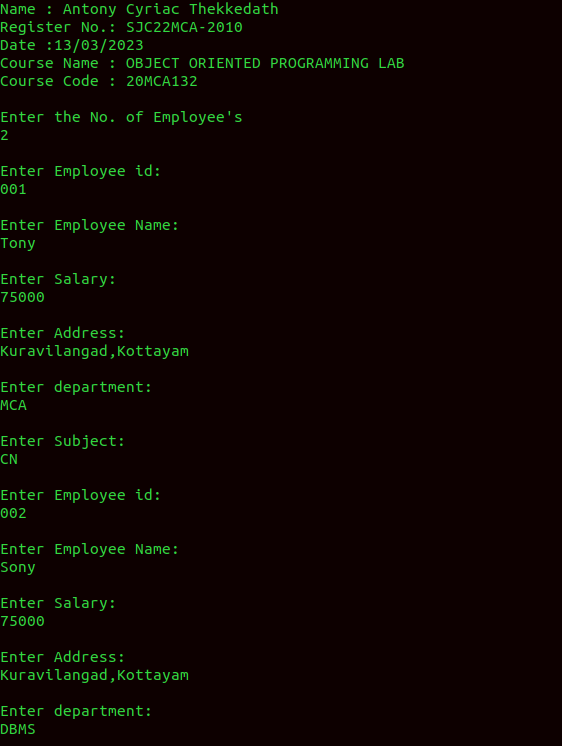 Name : Antony Cyriac Thekkedath
Register No.: SJC22MCA-2010
Date :13/03/2023
Course Name : OBJECT ORIENTED PROGRAMMING LAB
Course Code : 20MCA132
Enter the No. of Employee's
2
Enter Employee id:
001
Enter Employee Name:
Tony
Enter Salary:
75000
Enter Address:
Kuravilangad,Kottayam
Enter department:
MCA
Enter Subject:
CN
Enter Employee id:
002
Enter Employee Name:
Sony
Enter Salary:
75000
Enter Address:
Kuravilangad,Kottayam
Enter department:
DBMS